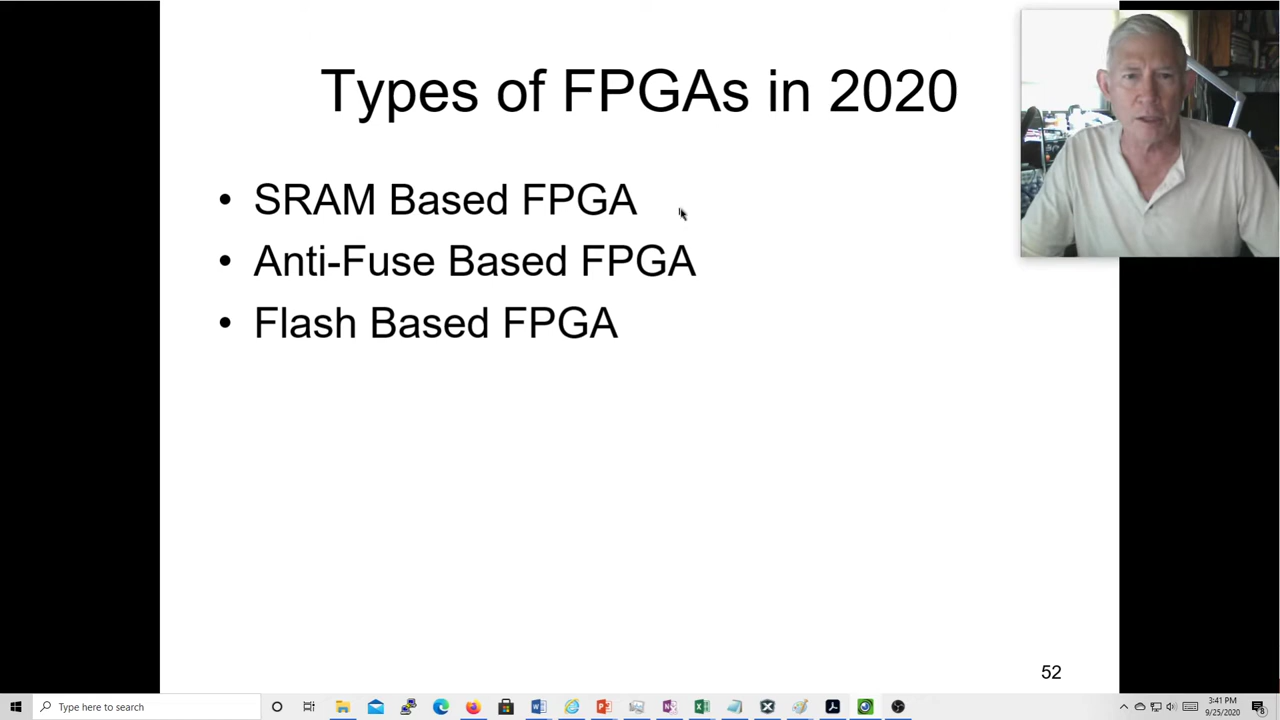 Types of FPGAs in 2020
• SRAM Based FPGA
• Anti-Fuse Based FPGA
• Flash Based FPGA
52
Type here to search
3:41 PM
9/25/2020